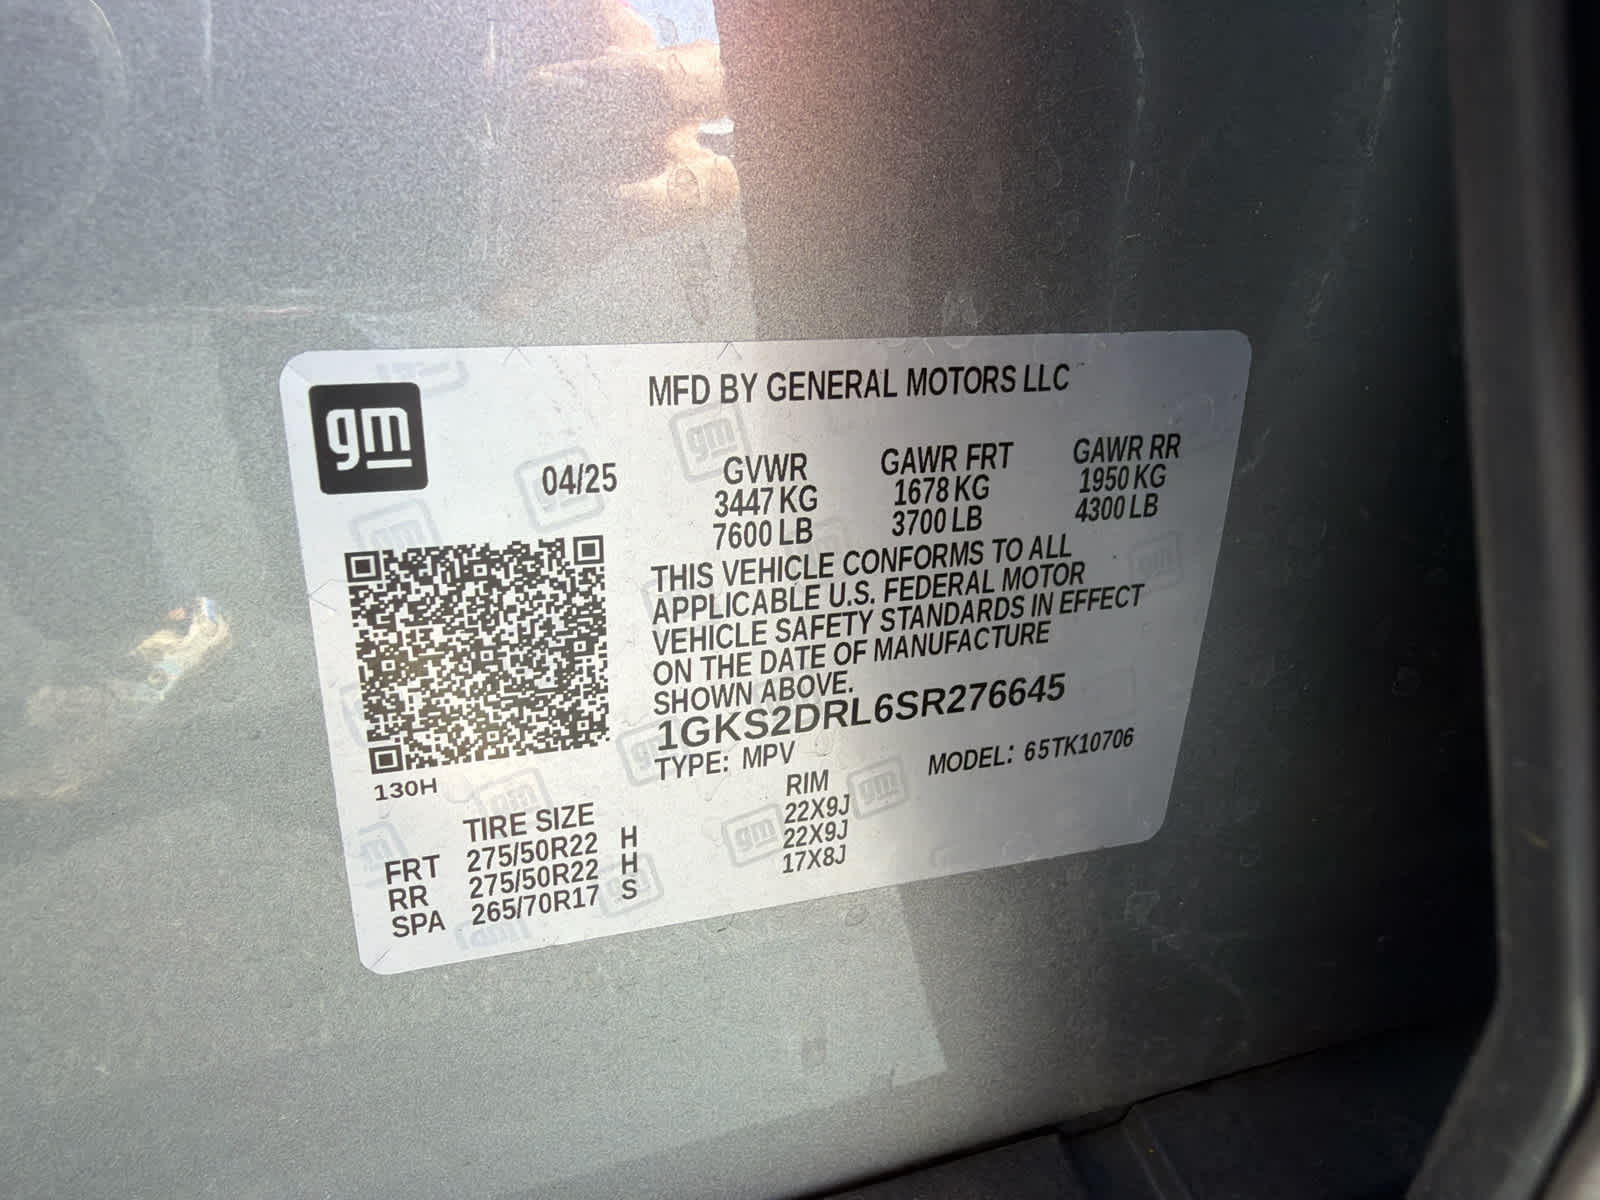 gm
MFD BY GENERAL MOTORS LLC
04/25
GVWR GAWR FRT GAWR RR
3447 KG 1678 KG 1950 KG
7600 LB 3700 LB 4300 LB
THIS VEHICLE CONFORMS TO ALL
APPLICABLE U.S. FEDERAL MOTOR
VEHICLE SAFETY STANDARDS IN EFFECT
ON THE DATE OF MANUFACTURE
SHOWN ABOVE.
1GKS2DRL6SR276645
TYPE: MPV MODEL: 65TK10706
130H
TIRE SIZE RIM
FRT 275/50R22 H 22X9J
RR 275/50R22 H 22X9J
SPA 265/70R17 S 17X8J